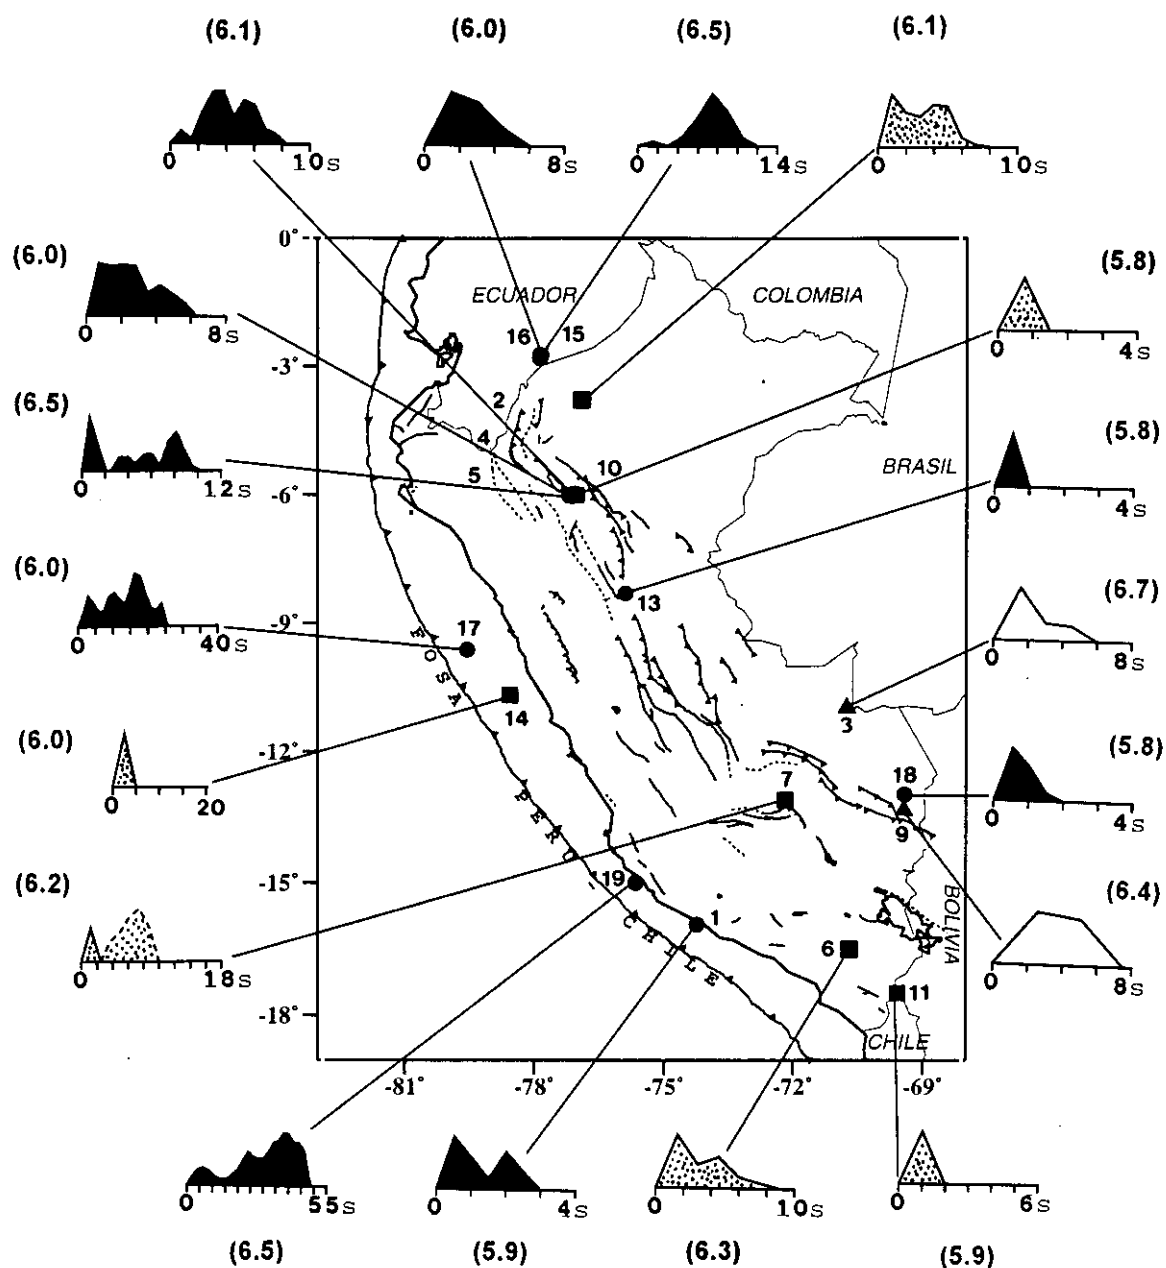 (6.1) (6.0) (6.5) (6.1)
0 10s 0 8s 0 14s 0 10s
0°
(6.0) (5.8)
ECUADOR COLOMBIA
0 8s 16 15 0 4s
-3°
(6.5) 2 (5.8)
4 10 BRASIL
5
0 12s -6° 0 4s
(6.0) (6.7)
13
0 40s -9° 17 0 8s
FOSA
14 3
(6.0) (5.8)
-12° 18
0 20 7 0 4s
PERU 9
(6.2) -15° 19 (6.4)
1 BOLIVIA
CHILE 6
0 18s 0 8s
11
-18°
CHILE
-81° -78° -75° -72° -69°
0 55s 0 4s 0 10s 0 6s
(6.5) (5.9) (6.3) (5.9)